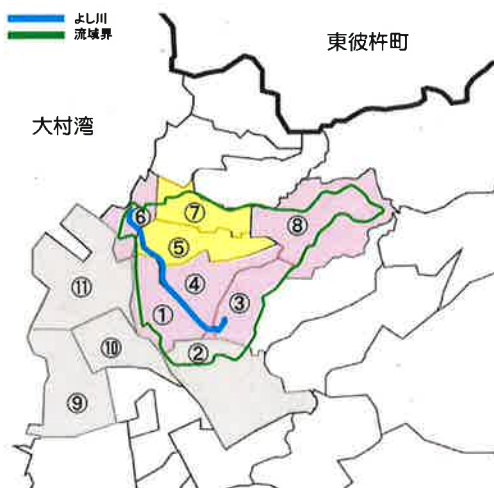 よし川
流域界
東彼杵町
大村湾
⑥
⑦
⑧
⑤
⑪
④
③
①
⑩
②
⑨